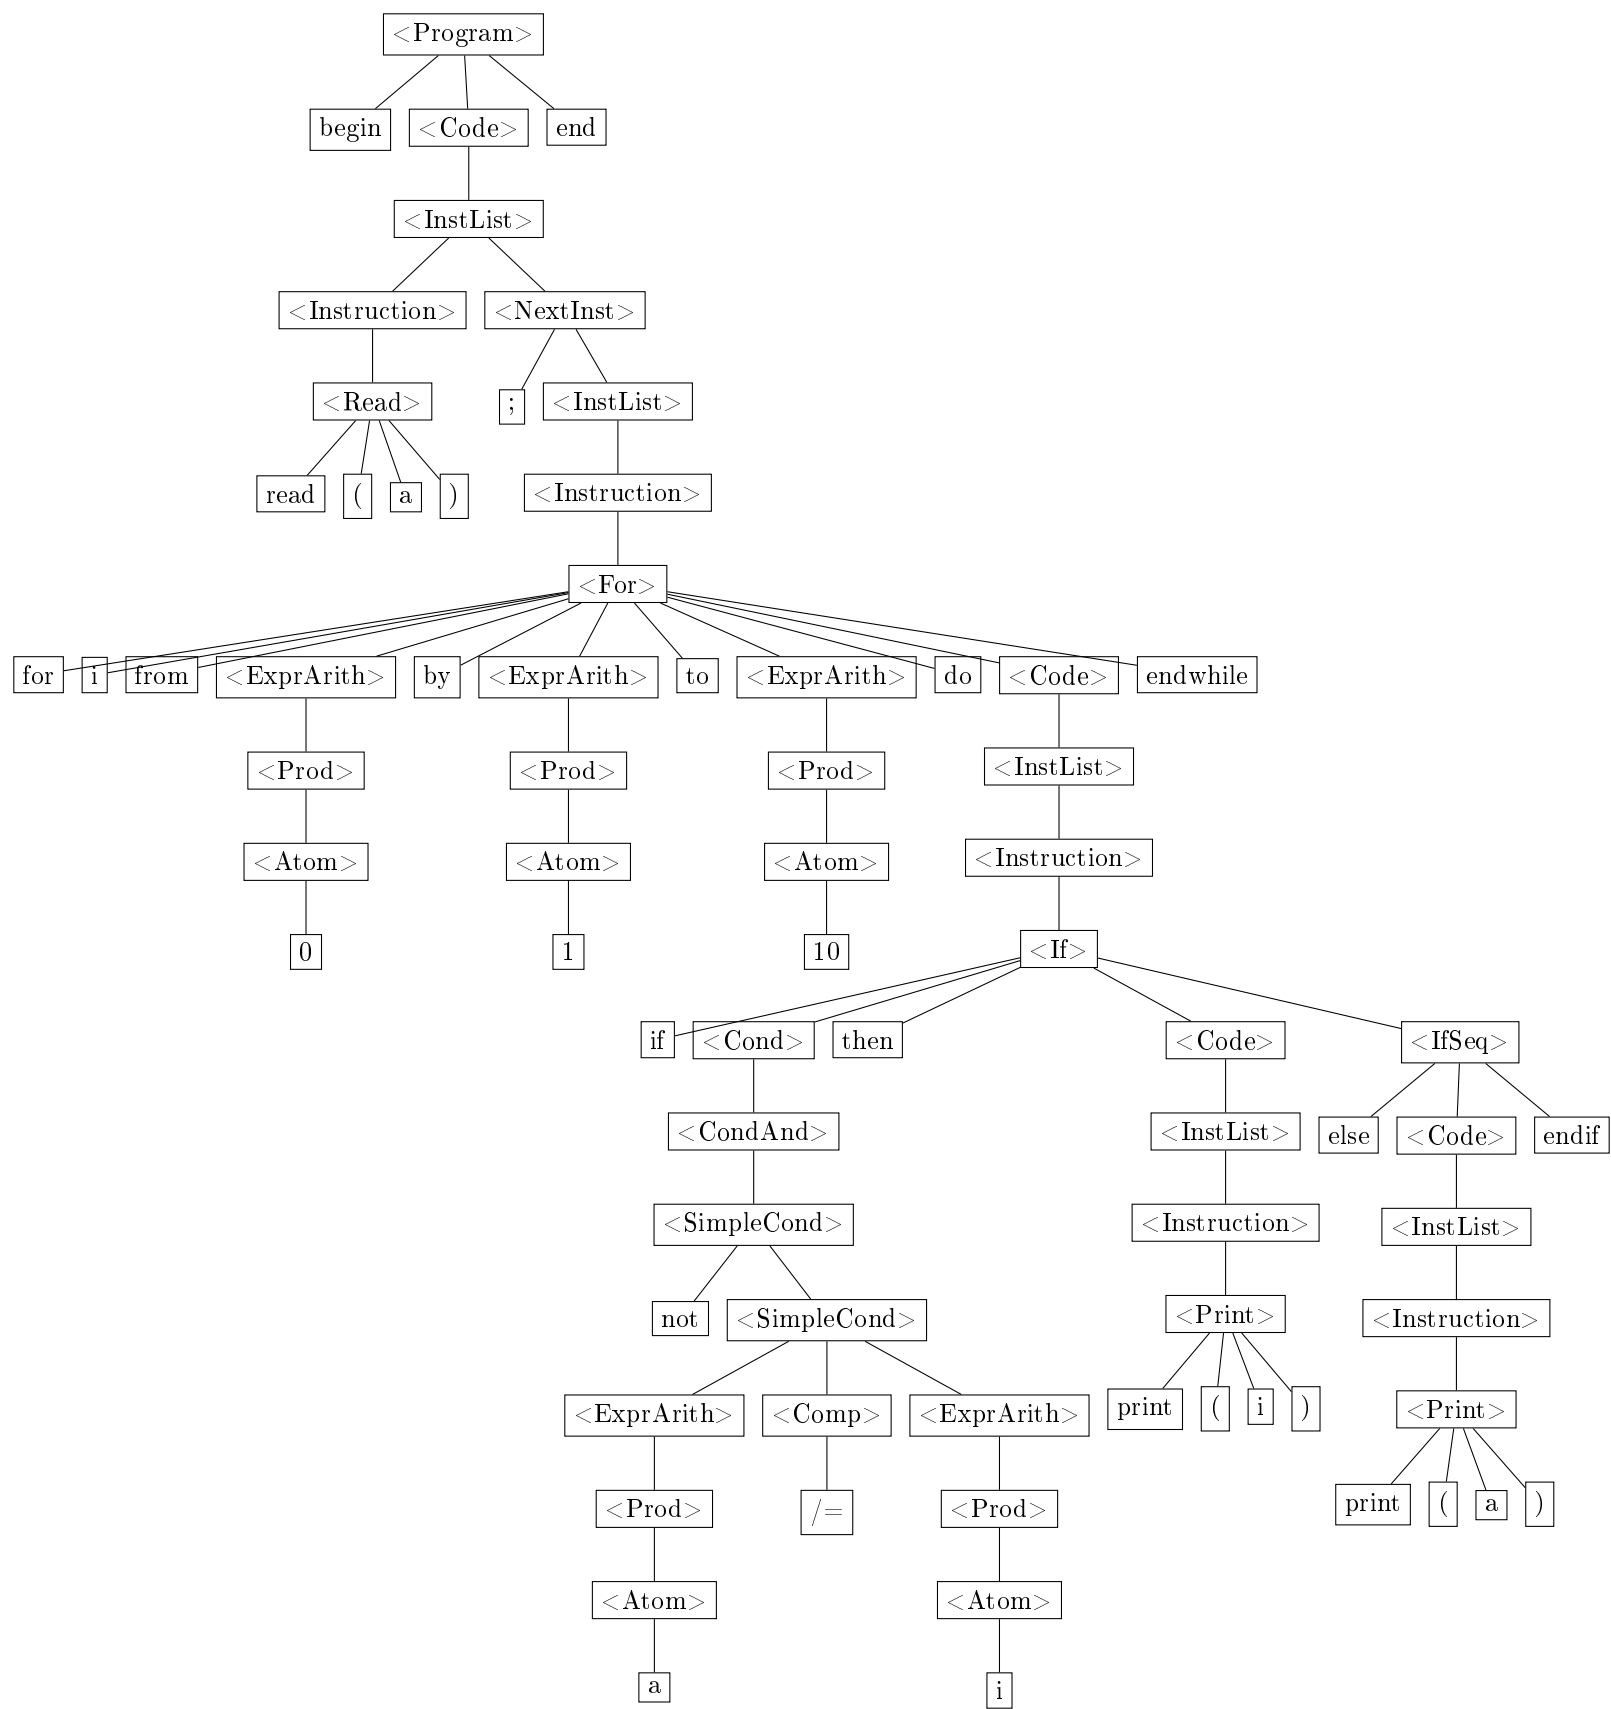 <Program>
begin <Code> end
<InstList>
<Instruction> <NextInst>
<Read> ; <InstList>
read ( a ) <Instruction>
<For>
for i from <ExprArith> by <ExprArith> to <ExprArith> do <Code> endwhile
<Prod> <Prod> <Prod> <InstList>
<Atom> <Atom> <Atom> <Instruction>
0 1 10 <If>
if <Cond> then <Code> <IfSeq>
<CondAnd> <InstList> else <Code> endif
<SimpleCond> <Instruction> <InstList>
not <SimpleCond> <Print> <Instruction>
<ExprArith> <Comp> <ExprArith> print ( i ) <Print>
<Prod> /= <Prod> print ( a )
<Atom> <Atom>
a i